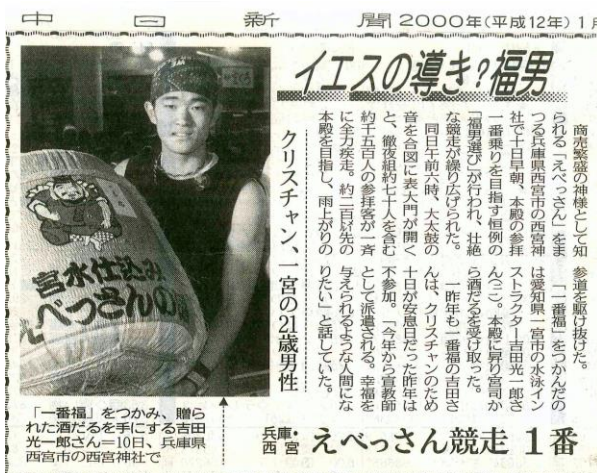 中日新聞 2000年(平成12年)1月
イエスの導き?福男
クリスチャン、一宮の21歳男性
商売繁盛の神様として知
られる「えべっさん」をま
つる兵庫県西宮市の西宮神
社で十日早朝、本殿の参拝
一番乗りを目指す恒例の
「福男選び」が行われ、壮絶
な競走が繰り広げられた。
同日午前六時、大太鼓の
音を合図に表大門が開く
と、徹夜組約七十人を含む
約千五百人の参拝客が一斉
に全力疾走。約二百㍍先の
本殿を目指し、雨上がりの
参道を駆け抜けた。
「一番福」をつかんだの
は愛知県一宮市の水泳イン
ストラクター吉田光一郎さ
ん(二一)。本殿に昇り宮司か
ら酒だるを受け取った。
一昨年も一番福の吉田さ
んは、クリスチャンのため
十日が安息日だった昨年は
不参加。「今年から宣教師
として派遣される。幸福を
与えられるような人間にな
りたい」と話していた。
兵庫・西宮 えべっさん競走 1番
宮水仕込み
べっさんの
「一番福」をつかみ、贈ら
れた酒だるを手にする吉田
光一郎さん=10日、兵庫県
西宮市の西宮神社で